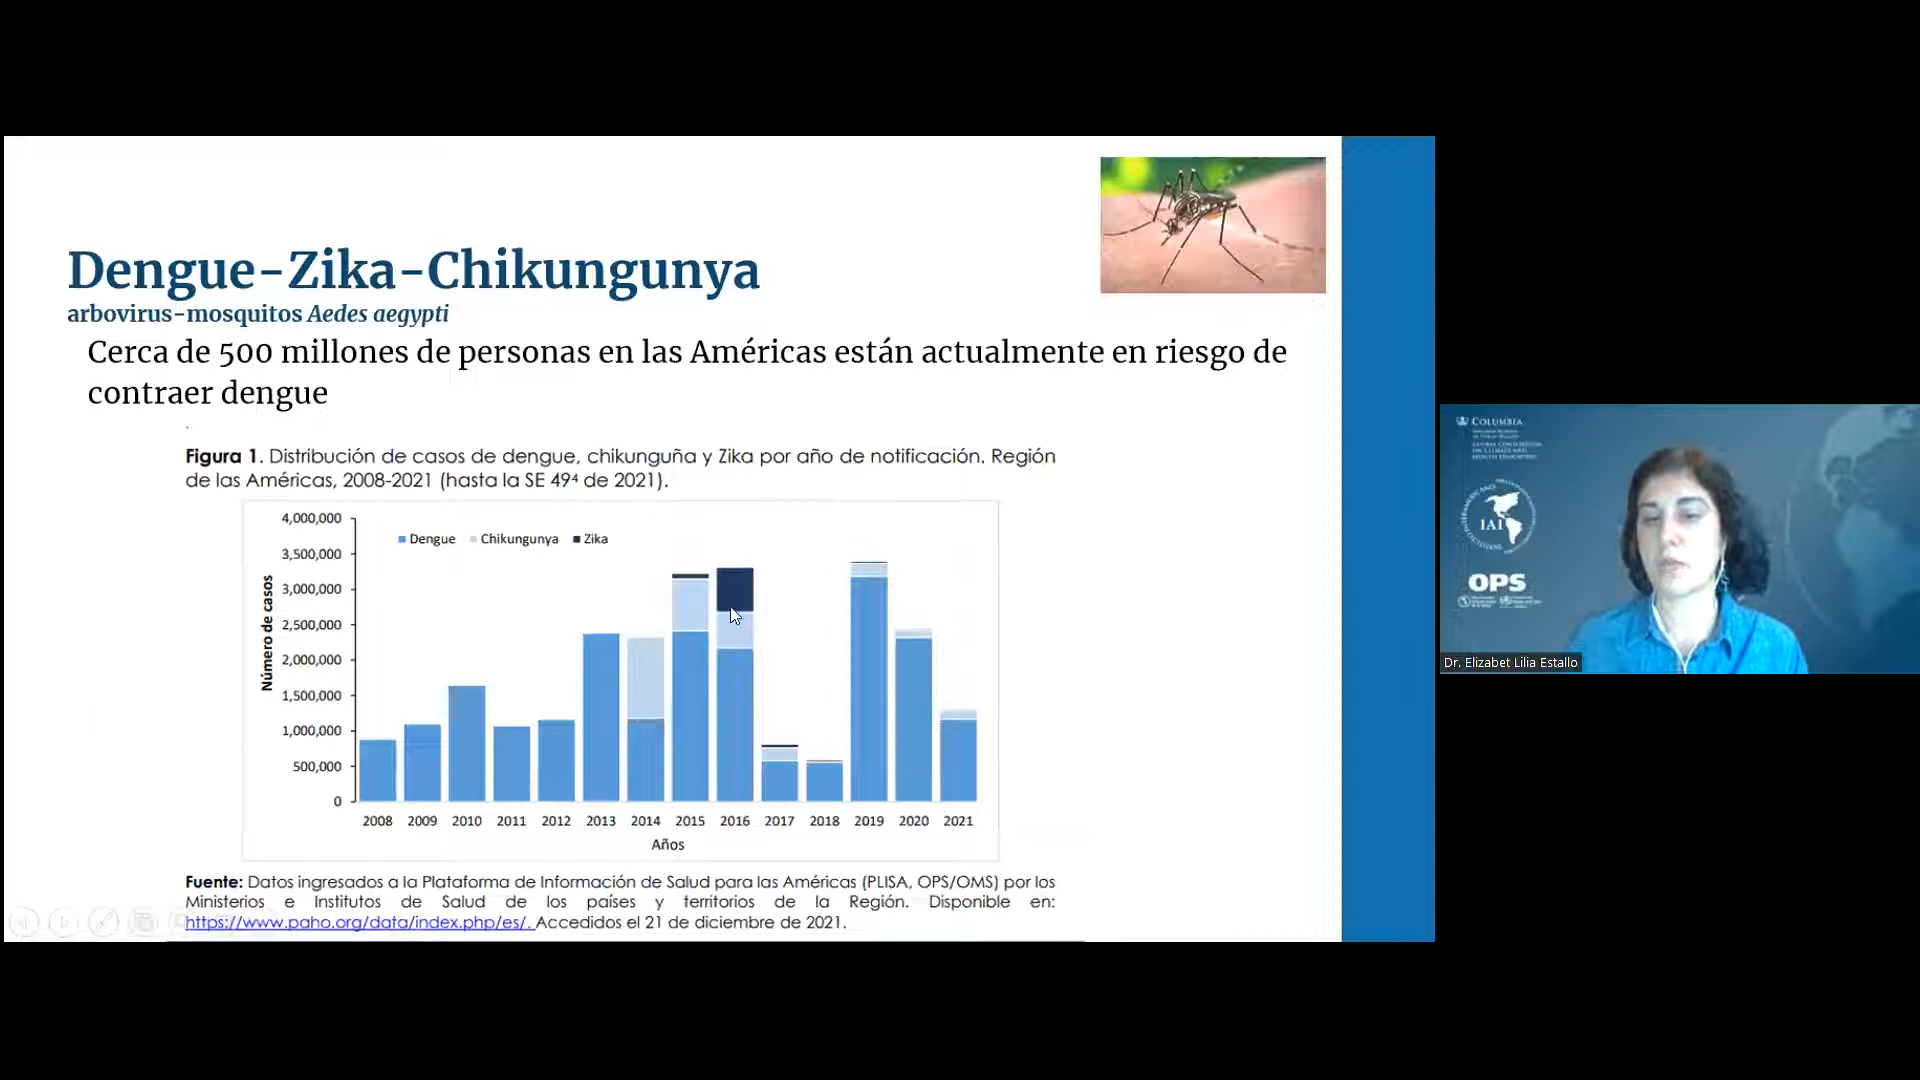 Dengue-Zika-Chikungunya
arbovirus-mosquitos Aedes aegypti
Cerca de 500 millones de personas en las Américas están actualmente en riesgo de
contraer dengue
Figura 1. Distribución de casos de dengue, chikunguña y Zika por año de notificación. Región
de las Américas, 2008-2021 (hasta la SE 49⁴ de 2021).
Dengue Chikungunya Zika
Número de casos
4,000,000
3,500,000
3,000,000
2,500,000
2,000,000
1,500,000
1,000,000
500,000
0
2008 2009 2010 2011 2012 2013 2014 2015 2016 2017 2018 2019 2020 2021
Años
Fuente: Datos ingresados a la Plataforma de Información de Salud para las Américas (PLISA, OPS/OMS) por los
Ministerios e Institutos de Salud de los países y territorios de la Región. Disponible en:
https://www.paho.org/data/index.php/es/. Accedidos el 21 de diciembre de 2021.
COLUMBIA
IAI
OPS
Dr. Elizabet Lilia Estallo